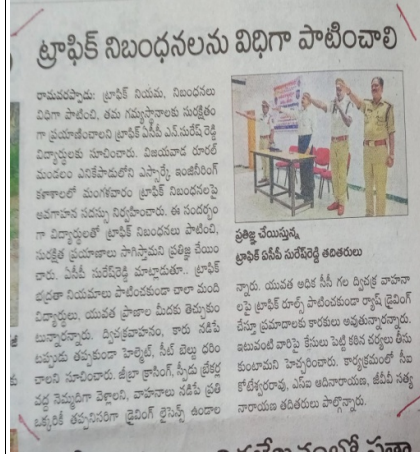 ట్రాఫిక్ నిబంధనలను విధిగా పాటించాలి
రామవరప్పాడు: ట్రాఫిక్ నియమ, నిబంధనలు
విధిగా పాటించి, తమ గమ్యస్థానాలకు సురక్షితం
గా ప్రయాణించాలని ట్రాఫిక్ ఏసీపీ ఎన్.సురేష్ రెడ్డి
విద్యార్థులకు సూచించారు. విజయవాడ రూరల్
మండలం ఎనికేపాడులోని ఎస్సార్కే ఇంజినీరింగ్
కళాశాలలో మంగళవారం ట్రాఫిక్ నిబంధనలపై
అవగాహన సదస్సు నిర్వహించారు. ఈ సందర్భం
గా విద్యార్థులతో ట్రాఫిక్ నిబంధనలు పాటించి,
సురక్షిత ప్రయాణాలు సాగిస్తామని ప్రతిజ్ఞ చేయిం
చారు. ఏసీపీ సురేష్‌రెడ్డి మాట్లాడుతూ.. ట్రాఫిక్
భద్రతా నియమాలు పాటించకుండా చాలా మంది
విద్యార్థులు, యువత ప్రాణాల మీదకు తెచ్చుకుం
టున్నారన్నారు. ద్విచక్రవాహనం, కారు నడిపే
టప్పుడు తప్పకుండా హెల్మెట్, సీట్ బెల్టు ధరిం
చాలని సూచించారు. జీబ్రా క్రాసింగ్, స్పీడు బ్రేకర్ల
వద్ద నెమ్మదిగా వెళ్లాలని, వాహనాలు నడిపే ప్రతి
ఒక్కరికీ తప్పనిసరిగా డ్రైవింగ్ లైసెన్స్ ఉండాల
ప్రతిజ్ఞ చేయిస్తున్న
ట్రాఫిక్ ఏసీపీ సురేష్‌రెడ్డి తదితరులు
న్నారు. యువత అధిక సీసీ గల ద్విచక్ర వాహనా
లపై ట్రాఫిక్ రూల్స్ పాటించకుండా ర్యాష్ డ్రైవింగ్
చేస్తూ ప్రమాదాలకు కారకులు అవుతున్నారన్నారు.
ఇటువంటి వారిపై కేసులు పెట్టి కఠిన చర్యలు తీసు
కుంటామని హెచ్చరించారు. కార్యక్రమంలో సీఐ
కోటేశ్వరరావు, ఎస్ఐ ఆదినారాయణ, జీవీవీ సత్య
నారాయణ తదితరులు పాల్గొన్నారు.